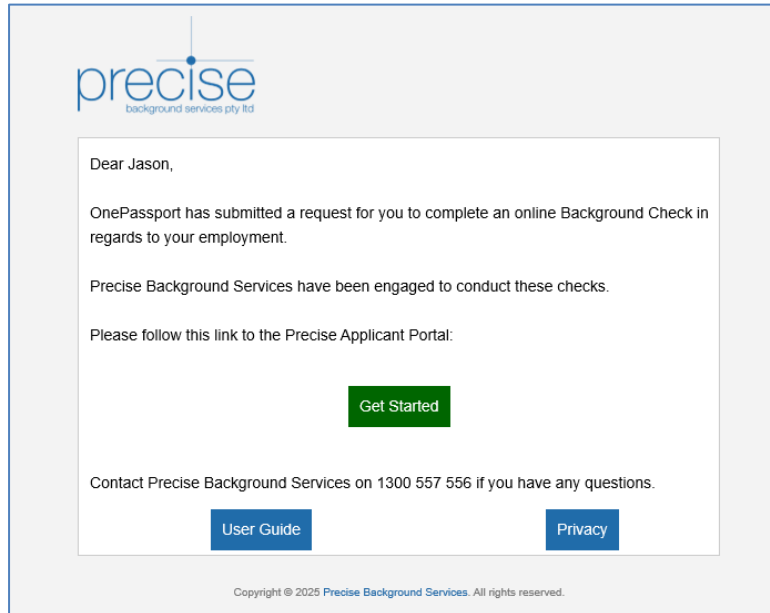 precise
background services pty ltd
Dear Jason,
OnePassport has submitted a request for you to complete an online Background Check in
regards to your employment.
Precise Background Services have been engaged to conduct these checks.
Please follow this link to the Precise Applicant Portal:
Get Started
Contact Precise Background Services on 1300 557 556 if you have any questions.
User Guide Privacy
Copyright © 2025 Precise Background Services. All rights reserved.